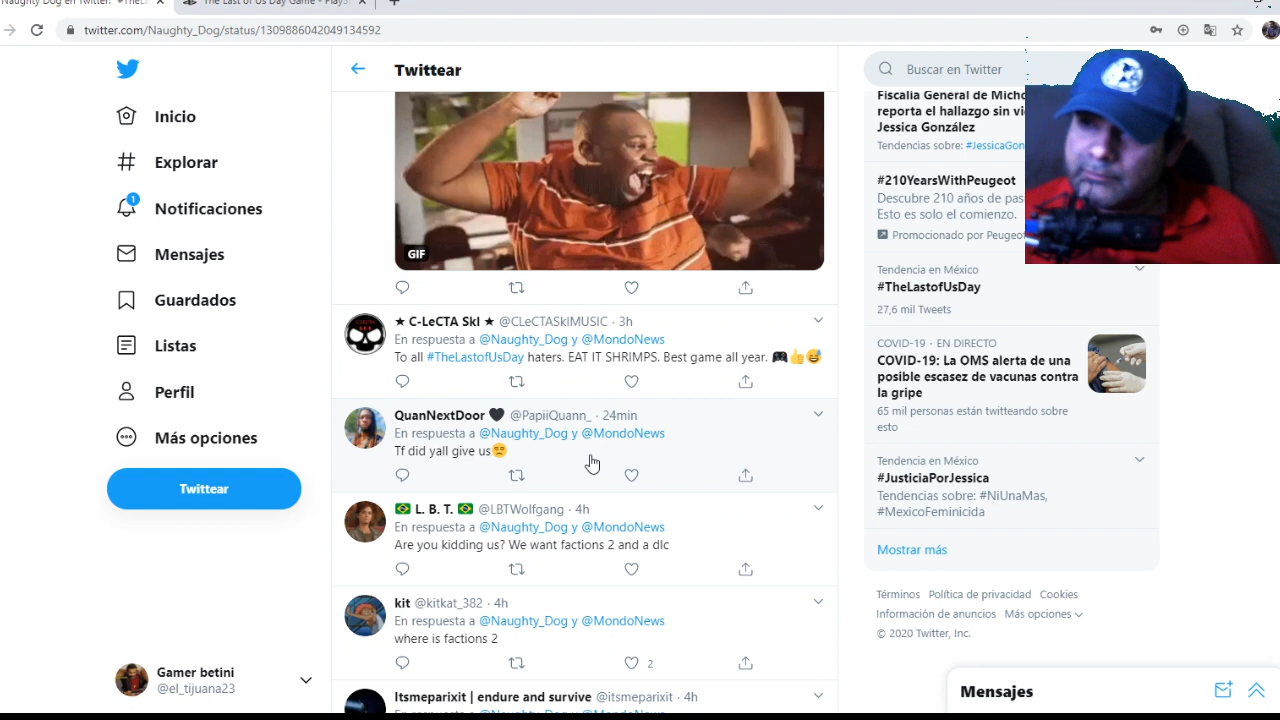 Naughty Dog en Twitter: "#TheL
The Last of Us Day Game - PlayS
twitter.com/Naughty_Dog/status/1309886042049134592
Inicio
Explorar
1
Notificaciones
Mensajes
Guardados
Listas
Perfil
Más opciones
Twittear
Gamer betini
@el_tijuana23
Twittear
GIF
★ C-LeCTA Skl ★ @CLeCTASklMUSIC · 3h
En respuesta a @Naughty_Dog y @MondoNews
To all #TheLastofUsDay haters. EAT IT SHRIMPS. Best game all year. 🎮👍😅
QuanNextDoor 🖤 @PapiiQuann_ · 24min
En respuesta a @Naughty_Dog y @MondoNews
Tf did yall give us😒
🇧🇷 L. B. T. 🇧🇷 @LBTWolfgang · 4h
En respuesta a @Naughty_Dog y @MondoNews
Are you kidding us? We want factions 2 and a dlc
kit @kitkat_382 · 4h
En respuesta a @Naughty_Dog y @MondoNews
where is factions 2
2
Itsmeparixit | endure and survive @itsmeparixit · 4h
En respuesta a @Naughty_Dog y @MondoNews
Buscar en Twitter
Fiscalía General de Micho
reporta el hallazgo sin vi
Jessica González
Tendencias sobre: #JessicaGon
#210YearsWithPeugeot
Descubre 210 años de pas
Esto es solo el comienzo.
Promocionado por Peugeot
Tendencia en México
#TheLastofUsDay
27,6 mil Tweets
COVID-19 · EN DIRECTO
COVID-19: La OMS alerta de una
posible escasez de vacunas contra
la gripe
65 mil personas están twitteando sobre
esto
Tendencia en México
#JusticiaPorJessica
Tendencias sobre: #NiUnaMas,
#MexicoFeminicida
Mostrar más
Términos Política de privacidad Cookies
Información de anuncios Más opciones
© 2020 Twitter, Inc.
Mensajes